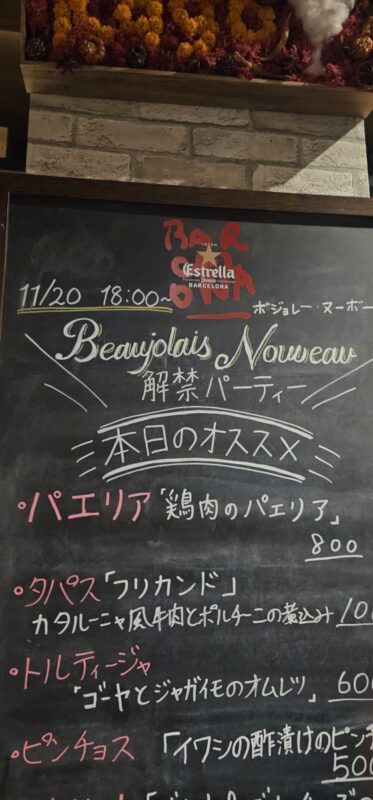 TOKYO
BAR
Estrella
Damm
BARCELONA
11/20 18:00~
ボジョレー・ヌーボー
Beaujolais Nouveau
解禁パーティー
本日のオススメ
・パエリア「鶏肉のパエリア」
800
・タパス「フリカンド」
カタルーニャ風牛肉とポルチーニの煮込み 10
・トルティージャ
「ゴーヤとジャガイモのオムレツ」 600
・ピンチョス 「イワシの酢漬けのピンチ
500